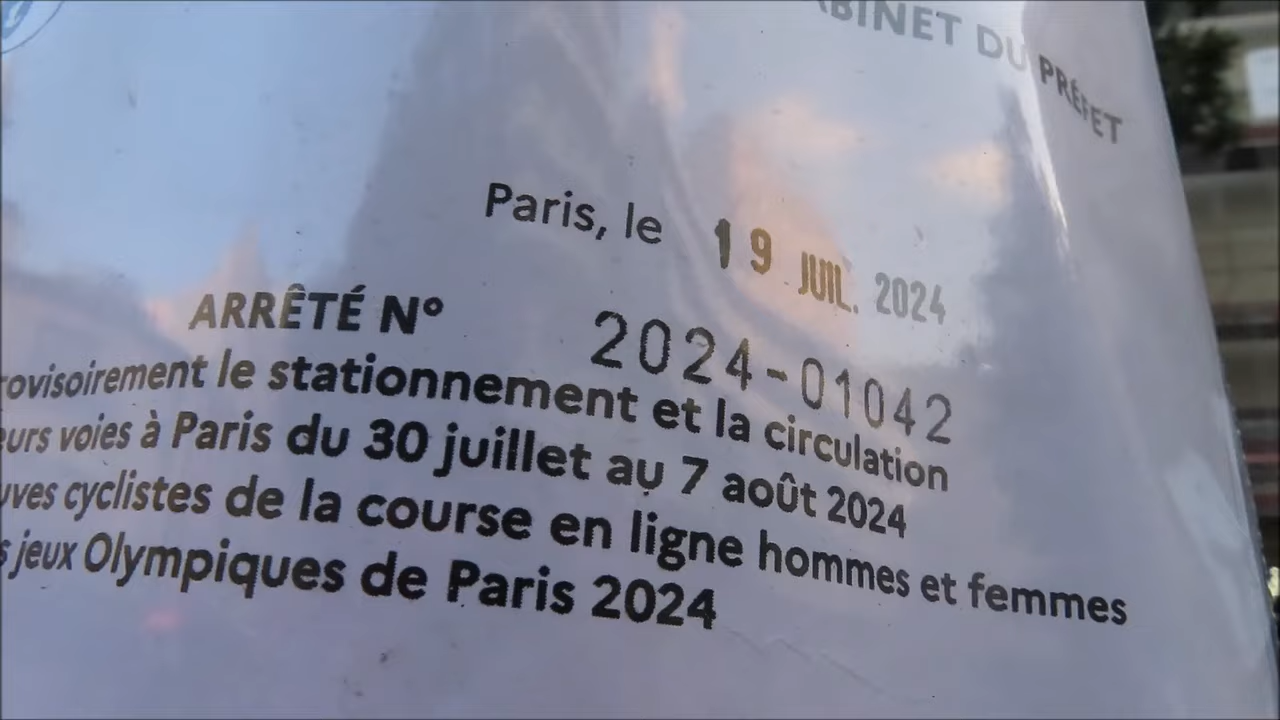 ABINET DU PRÉFET
Paris, le 19 JUIL. 2024
ARRÊTÉ N° 2024-01042
rovisoirement le stationnement et la circulation
eurs voies à Paris du 30 juillet au 7 août 2024
uves cyclistes de la course en ligne hommes et femmes
s jeux Olympiques de Paris 2024